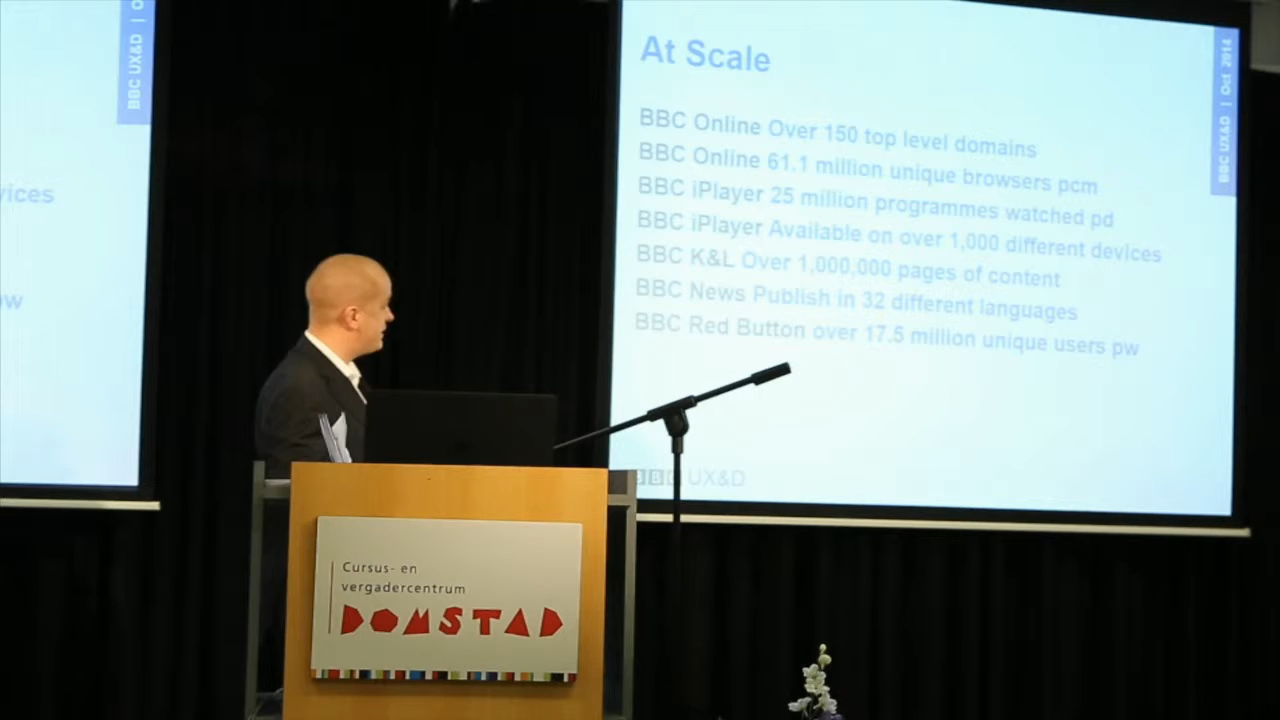 BBC UX&D | O
vices
w
At Scale
BBC Online Over 150 top level domains
BBC Online 61.1 million unique browsers pcm
BBC iPlayer 25 million programmes watched pd
BBC iPlayer Available on over 1,000 different devices
BBC K&L Over 1,000,000 pages of content
BBC News Publish in 32 different languages
BBC Red Button over 17.5 million unique users pw
BBC UX&D
BBC UX&D | Oct 2014
Cursus- en
vergadercentrum
DOMSTAD